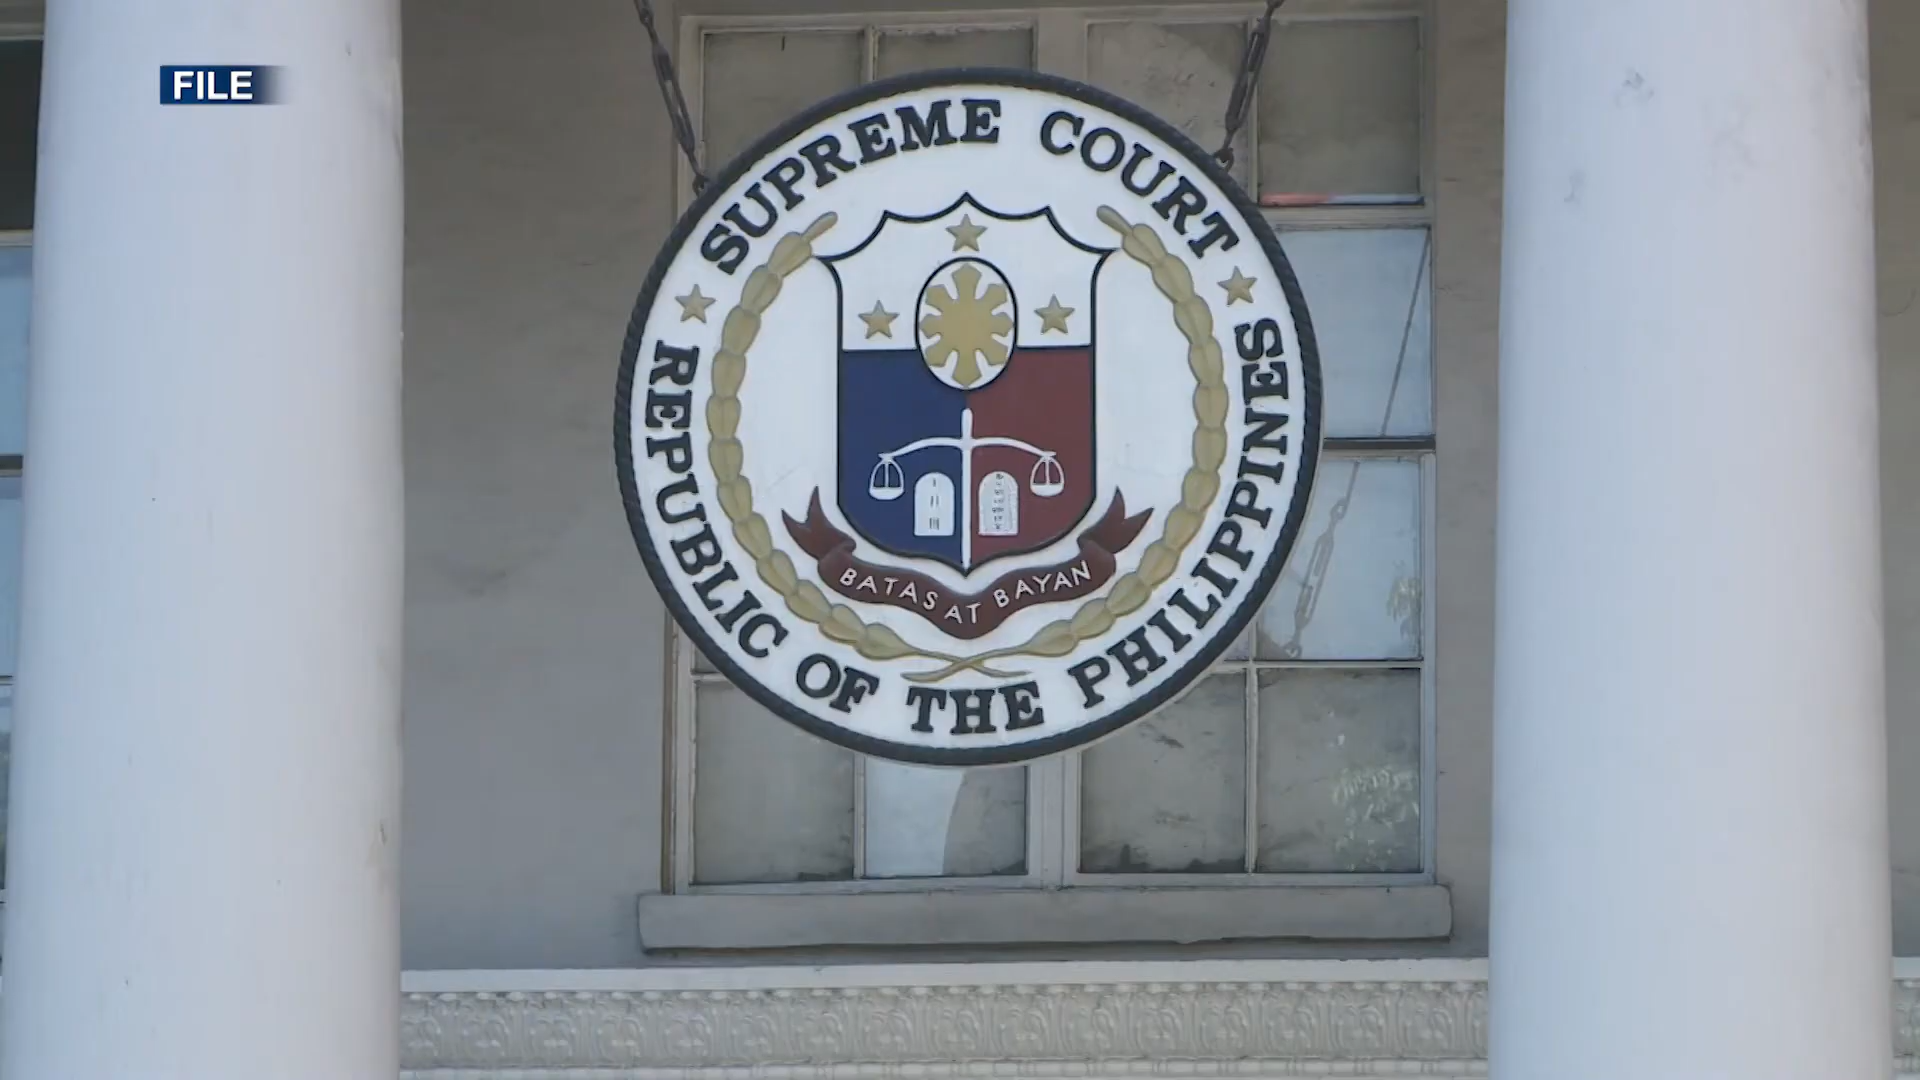 FILE
SUPREME COURT
REPUBLIC OF THE PHILIPPINES
BATAS AT BAYAN